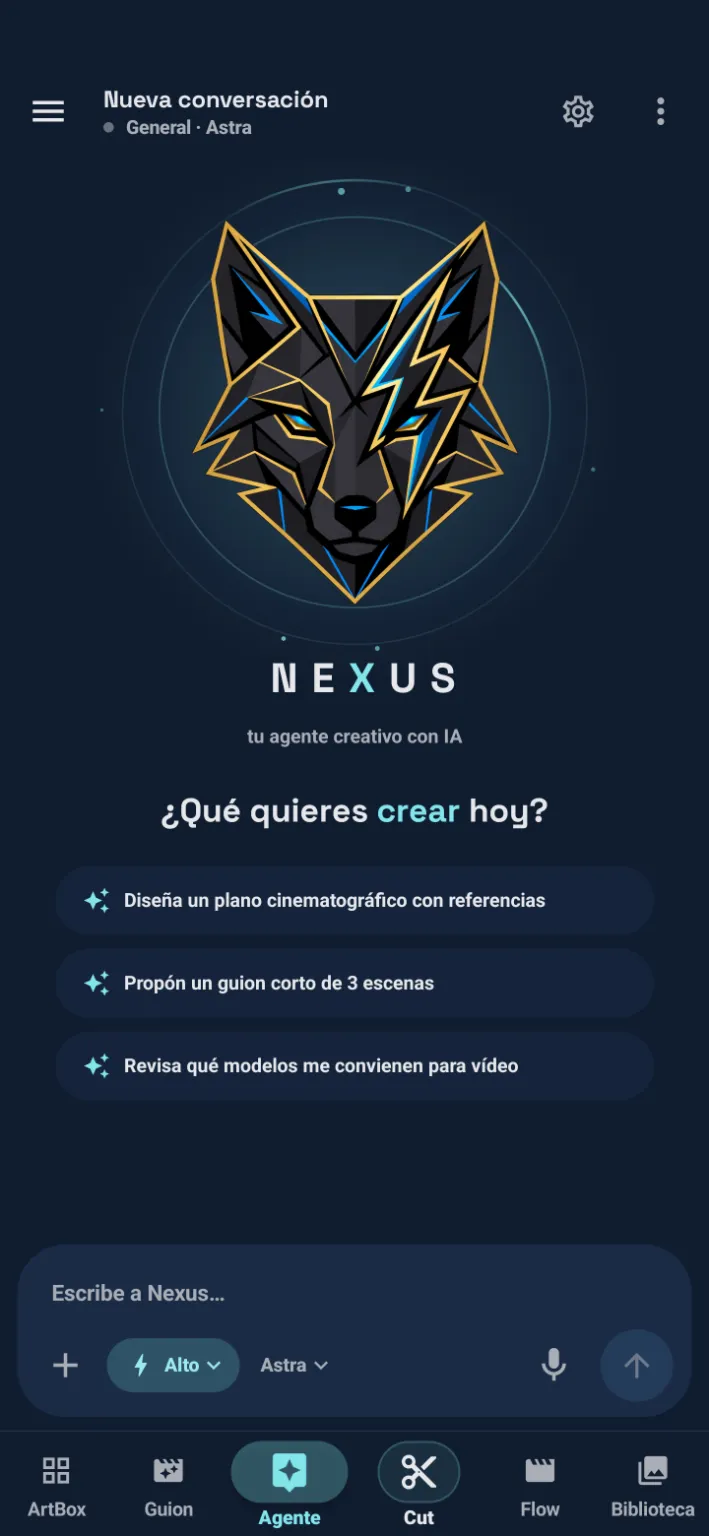 Nueva conversación
General · Astra
NEXUS
tu agente creativo con IA
¿Qué quieres crear hoy?
Diseña un plano cinematográfico con referencias
Propón un guion corto de 3 escenas
Revisa qué modelos me convienen para vídeo
Escribe a Nexus...
Alto
Astra
ArtBox
Guion
Agente
Cut
Flow
Biblioteca